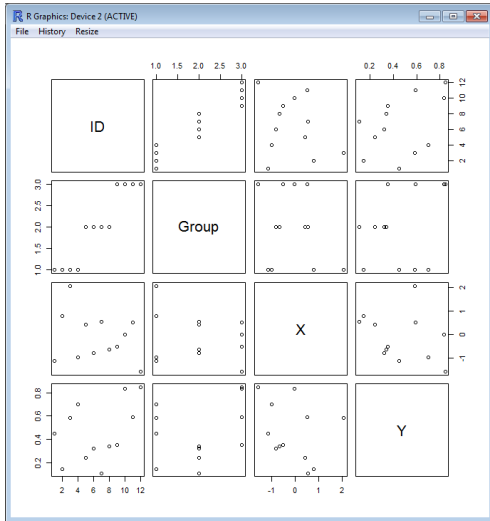 R Graphics: Device 2 (ACTIVE)
File History Resize
1.0 1.5 2.0 2.5 3.0 0.2 0.4 0.6 0.8
ID
2 4 6 8 10 12
1.0 1.5 2.0 2.5 3.0
Group
X
-1 0 1 2
0.2 0.4 0.6 0.8
Y
2 4 6 8 10 12 -1 0 1 2